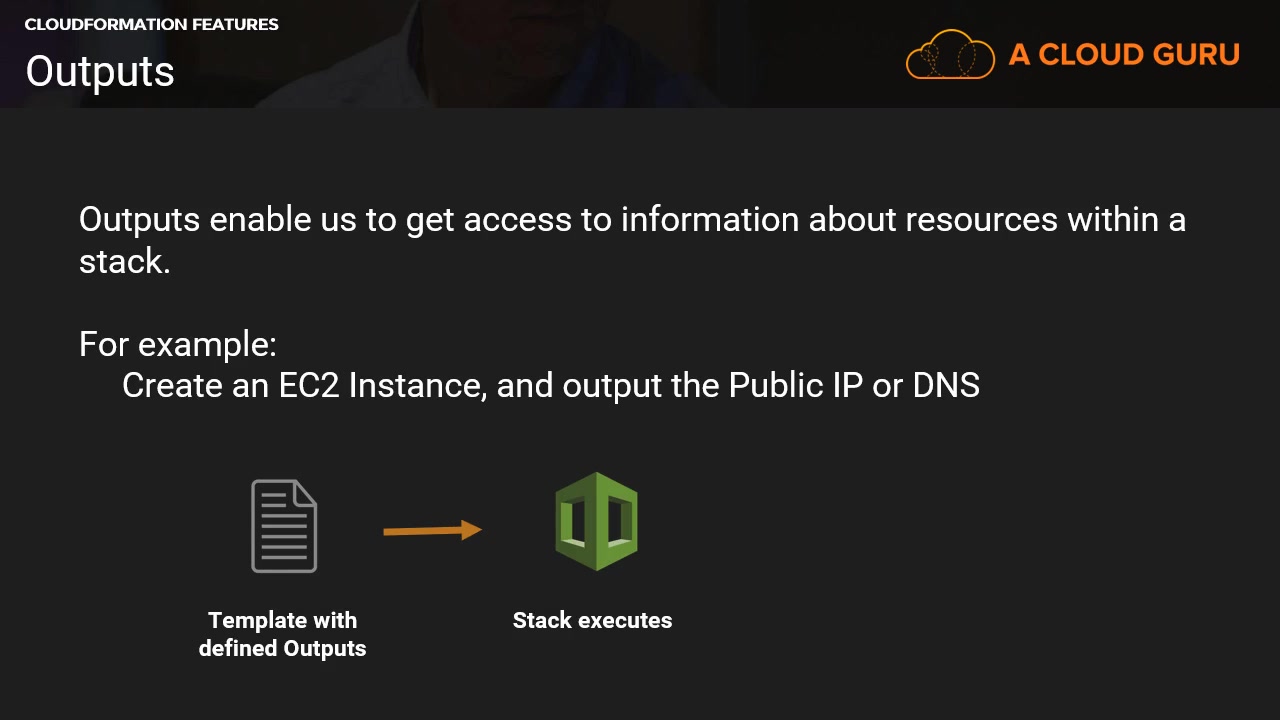 CLOUDFORMATION FEATURES
Outputs
A CLOUD GURU
Outputs enable us to get access to information about resources within a
stack.
For example:
Create an EC2 Instance, and output the Public IP or DNS
Template with
defined Outputs
Stack executes